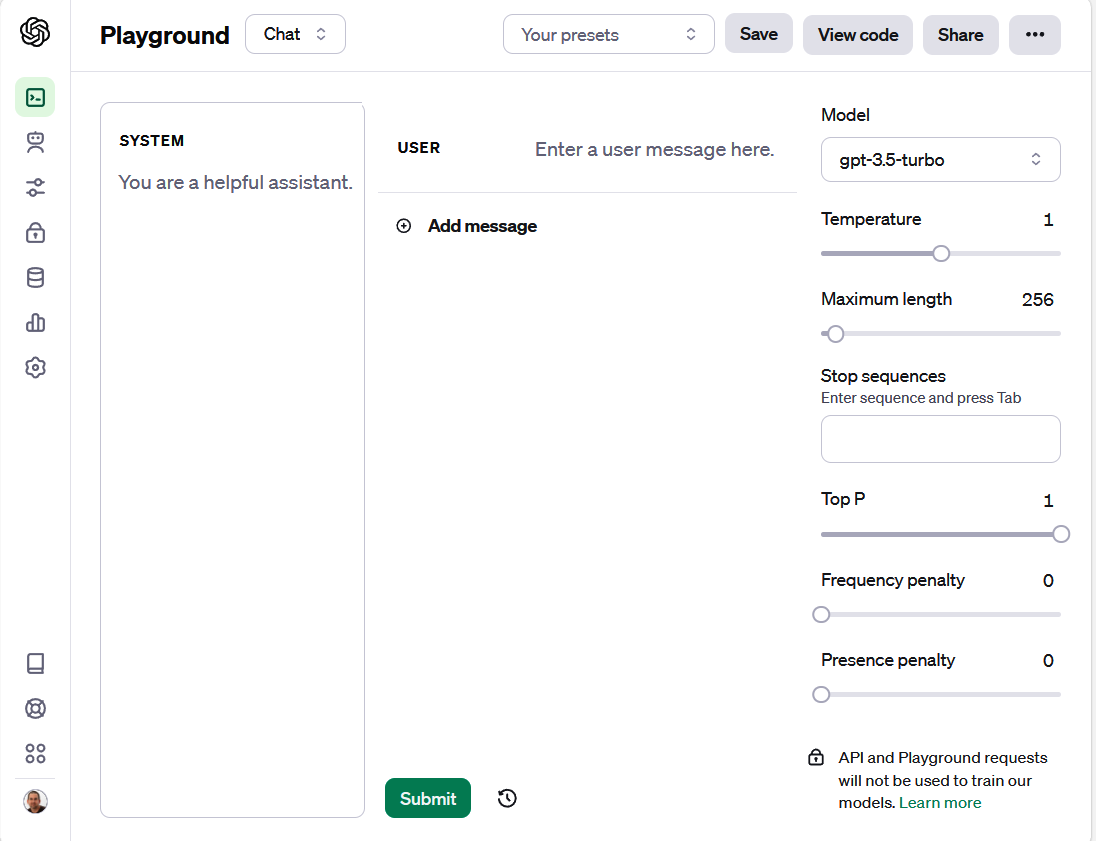 Playground
Chat
Your presets
Save
View code
Share
SYSTEM
You are a helpful assistant.
USER
Enter a user message here.
Add message
Submit
Model
gpt-3.5-turbo
Temperature 1
Maximum length 256
Stop sequences
Enter sequence and press Tab
Top P 1
Frequency penalty 0
Presence penalty 0
API and Playground requests
will not be used to train our
models. Learn more